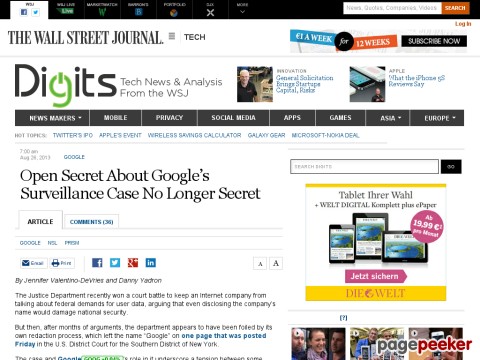 WSJ
WSJ Live
MARKETWATCH
BARRON'S
Portfolio
DJX
MORE
News, Quotes, Companies, Videos
SEARCH
Log In
THE WALL STREET JOURNAL.
TECH
€1 A WEEK for 12 WEEKS
SUBSCRIBE NOW
Digits
Tech News & Analysis
From the WSJ
INNOVATION
General Solicitation
Brings Startups
Capital, Risks
APPLE
What the iPhone 5S
Reviews Say
NEWS MAKERS
MOBILE
PRIVACY
SOCIAL MEDIA
APPS
GAMES
ASIA
EUROPE
HOT TOPICS:
TWITTER'S IPO
APPLE'S EVENT
WIRELESS SAVINGS CALCULATOR
GALAXY GEAR
MICROSOFT-NOKIA DEAL
7:00 am
Aug 26, 2013
GOOGLE
Open Secret About Google's
Surveillance Case No Longer Secret
ARTICLE
COMMENTS (36)
GOOGLE
NSL
PRISM
Email
Print
A
A
By Jennifer Valentino-DeVries and Danny Yadron
The Justice Department recently won a court battle to keep an Internet company from
talking about federal demands for user data, arguing that even disclosing the company's
name would damage national security.
But then, after months of arguments, the department appears to have been foiled by its
own redaction process, which left the name "Google" on one page that was posted
Friday in the U.S. District Court for the Southern District of New York.
The case and Google
role in it underscore a tension between some
SEARCH DIGITS
GO
Tablet Ihrer Wahl
+ WELT DIGITAL Komplett plus ePaper
Ab
19,99 €
pro Monat
Jetzt sichern
DIE WELT
[?]
pagepeeker